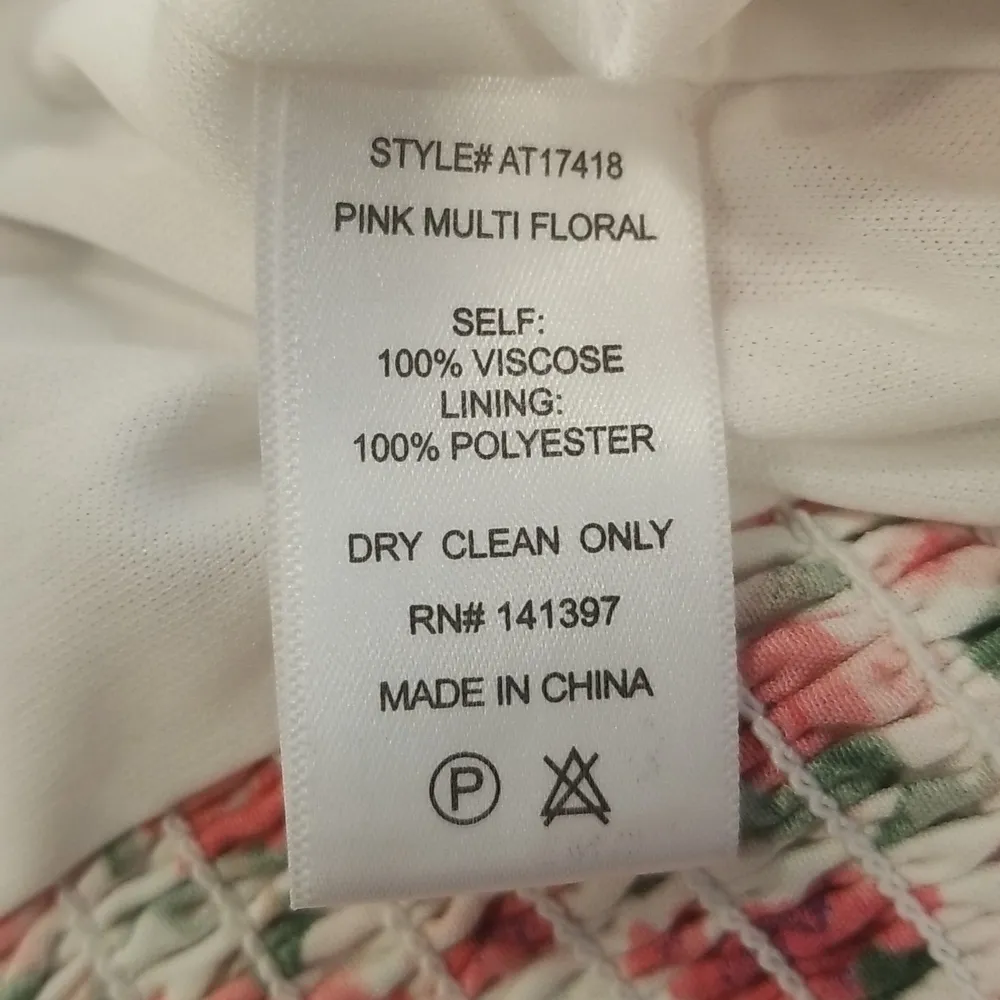 STYLE# AT17418
PINK MULTI FLORAL
SELF:
100% VISCOSE
LINING:
100% POLYESTER
DRY CLEAN ONLY
RN# 141397
MADE IN CHINA
P